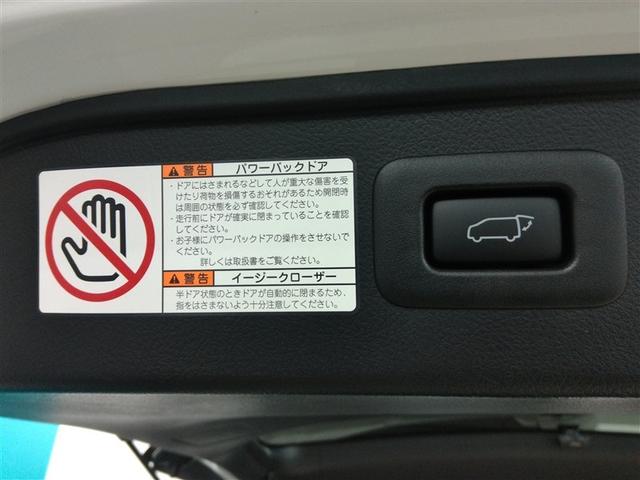 警告 パワーバックドア
・ドアにはさまれるなどして人が重大な傷害を受
けたり荷物を損傷するおそれがあるため開閉時
は周囲の状態を必ず確認してください。
・走行前にドアが確実に閉まっていることを確認
してください。
・お子様にパワーバックドアの操作をさせないで
ください。
詳しくは取扱書をご覧ください。
警告 イージークローザー
半ドア状態のときドアが自動的に閉まるため、
指をはさまないよう十分注意してください。